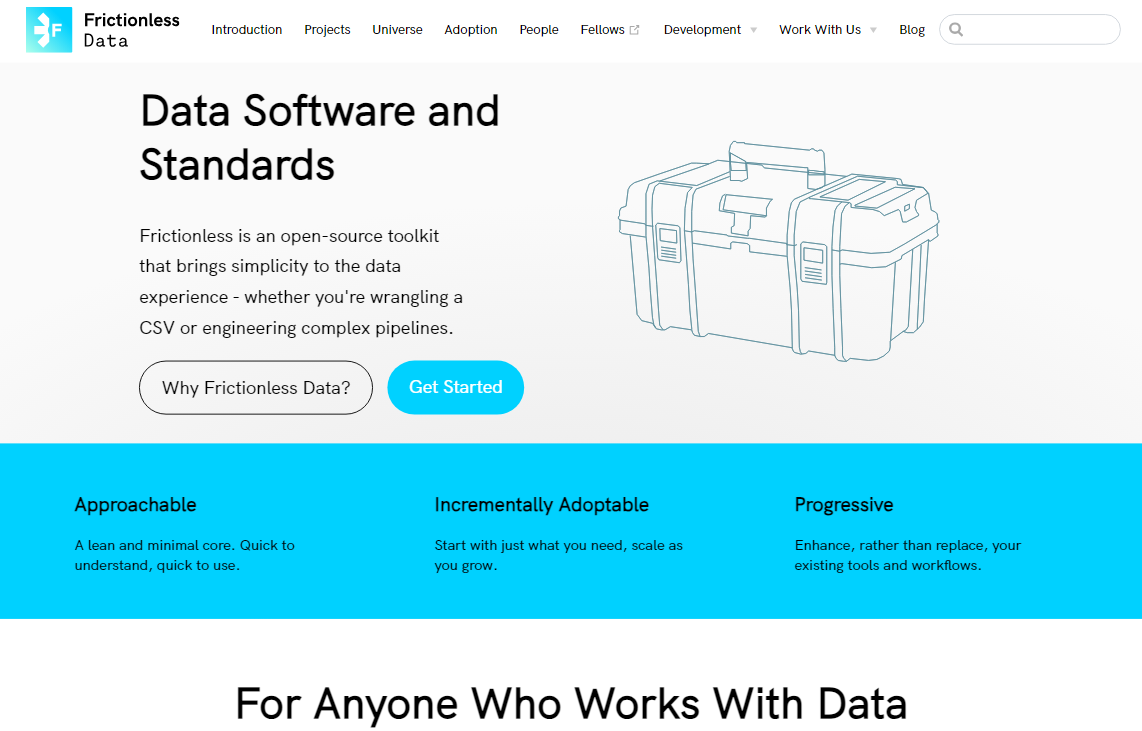 Frictionless
Data
Introduction Projects Universe Adoption People Fellows Development Work With Us Blog
Data Software and
Standards
Frictionless is an open-source toolkit
that brings simplicity to the data
experience - whether you're wrangling a
CSV or engineering complex pipelines.
Why Frictionless Data? Get Started
Approachable
A lean and minimal core. Quick to
understand, quick to use.
Incrementally Adoptable
Start with just what you need, scale as
you grow.
Progressive
Enhance, rather than replace, your
existing tools and workflows.
For Anyone Who Works With Data